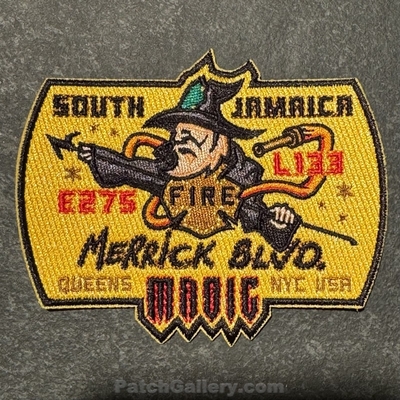 SOUTH JAMAICA
L133
E275
FIRE
MERRICK BLVD.
QUEENS NYC USA
MAGIC
PatchGallery.com